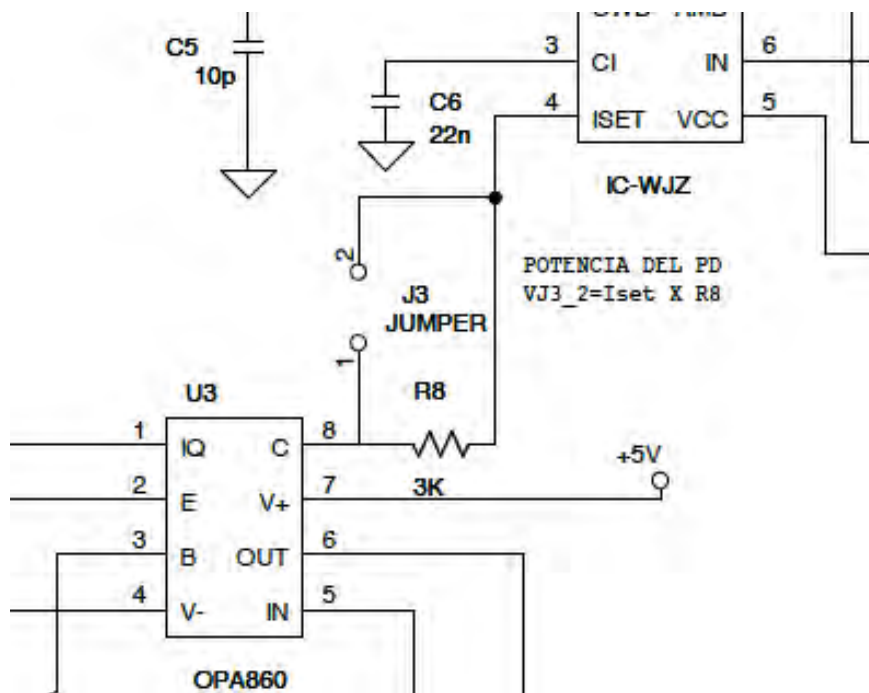 C5
10p
3
CI
IN
6
C6
22n
4
ISET
VCC
5
IC-WJZ
POTENCIA DEL PD
VJ3_2=Iset X R8
2
J3
JUMPER
1
U3
R8
1
IQ
C
8
+5V
2
E
V+
7
3K
3
B
OUT
6
4
V-
IN
5
OPA860